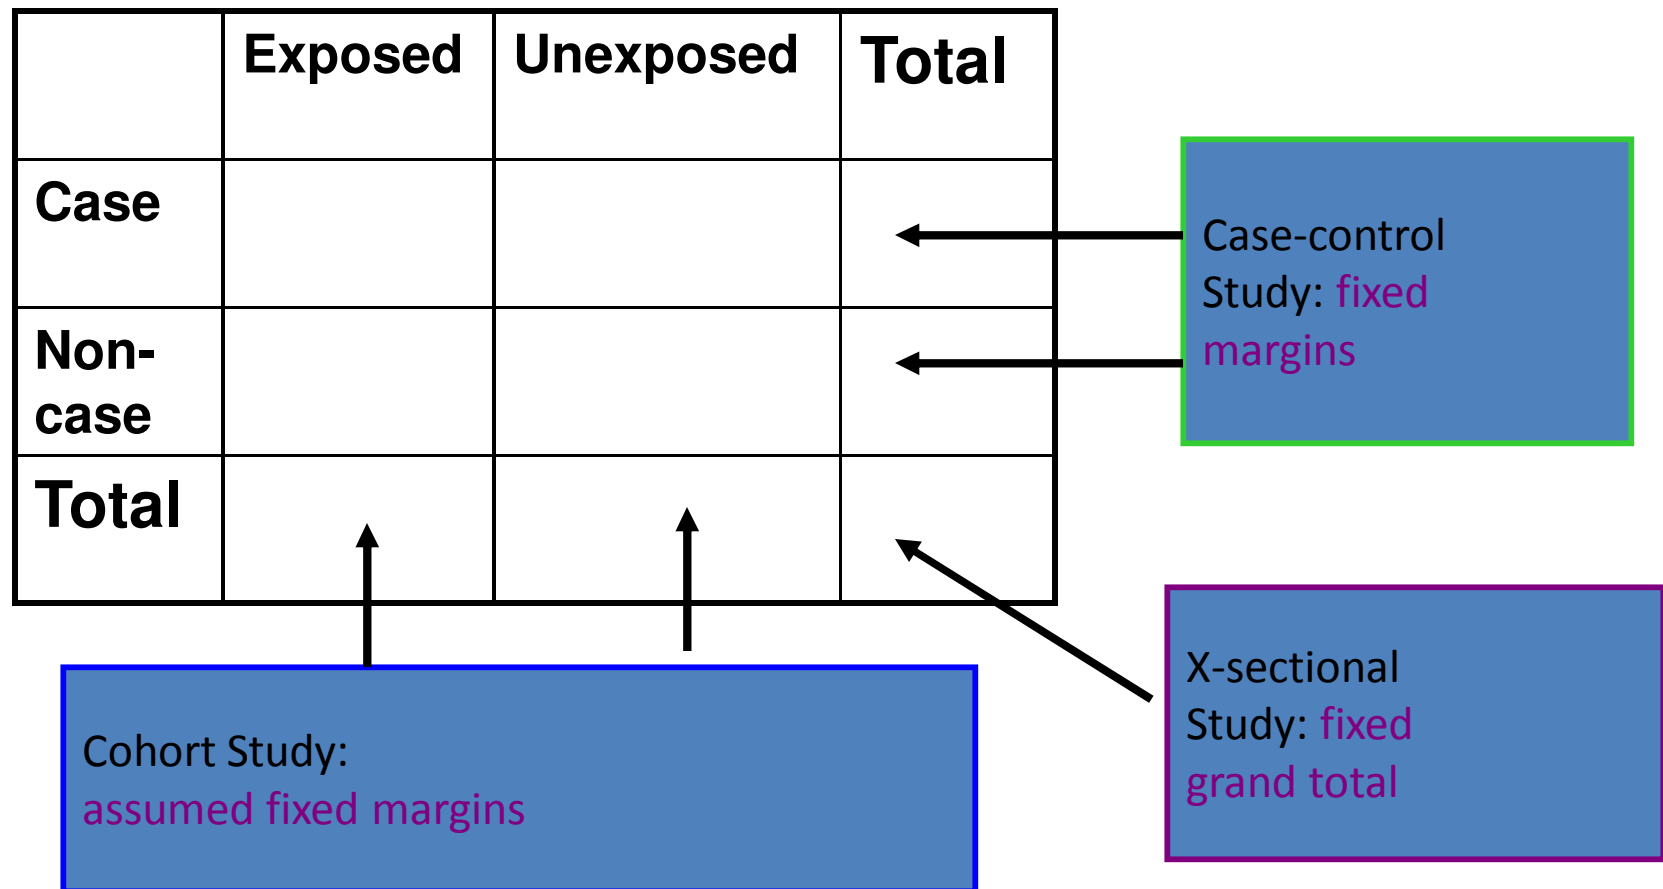 Exposed Unexposed Total
Case
Non-
case
Total
Case-control
Study: fixed
margins
Cohort Study:
assumed fixed margins
X-sectional
Study: fixed
grand total